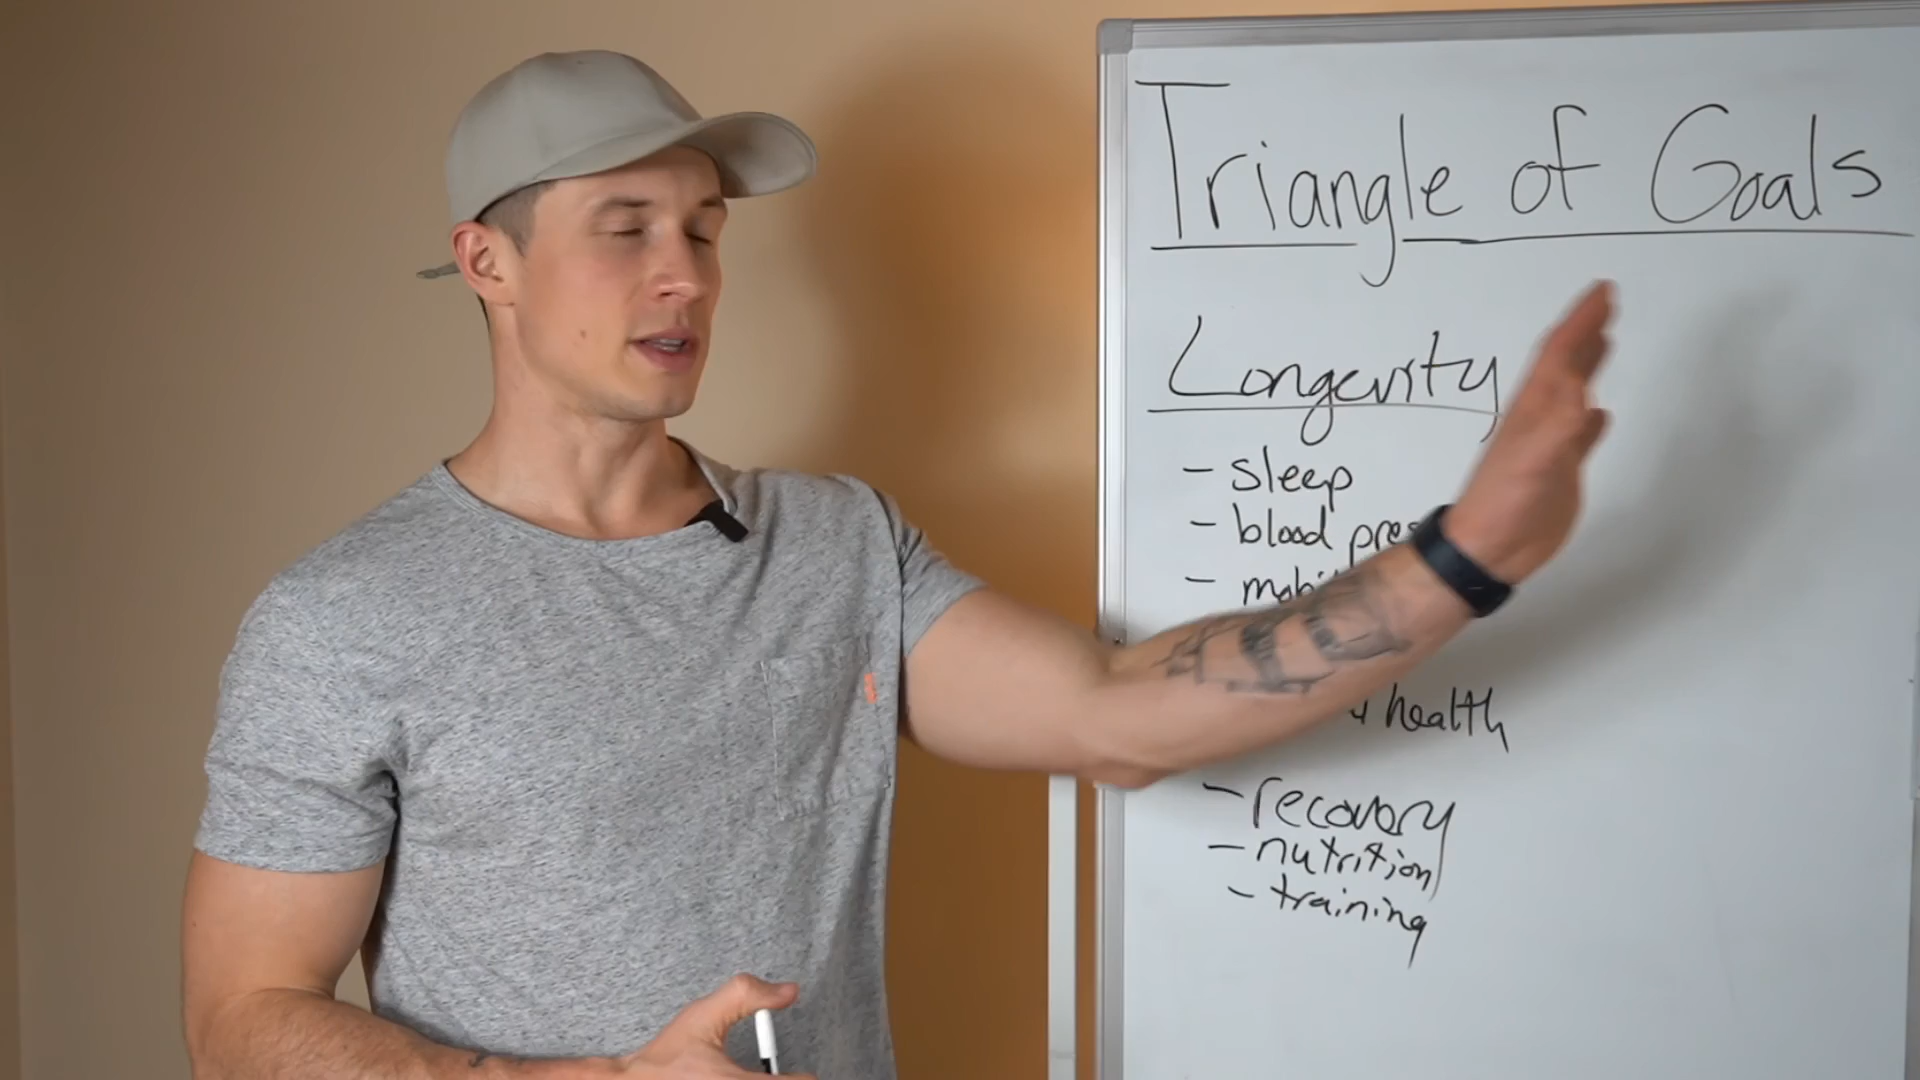 Triangle of Goals
Longevity
- sleep
- blood
-
health
- recovery
- nutrition
- training